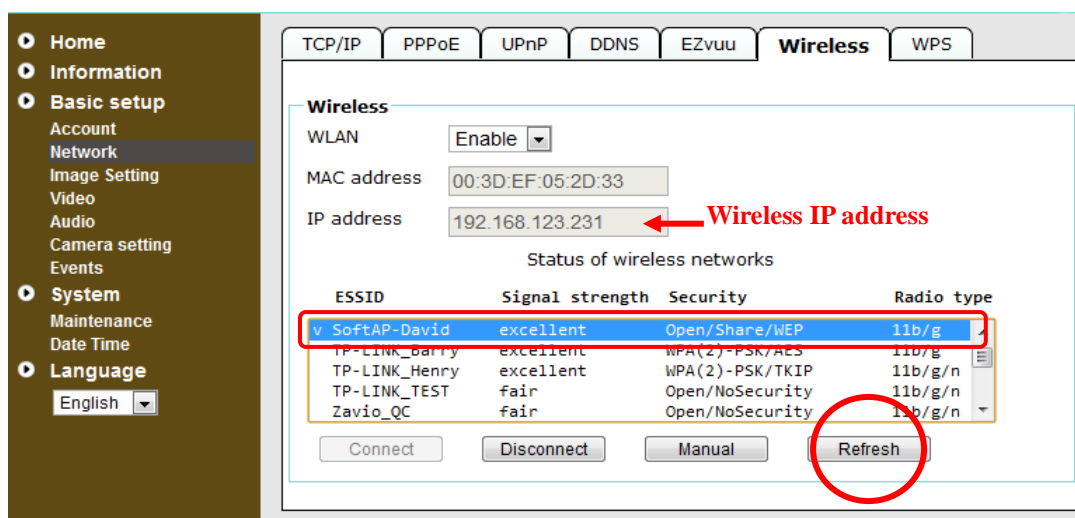 Home
Information
Basic setup
Account
Network
Image Setting
Video
Audio
Camera setting
Events
System
Maintenance
Date Time
Language
English
TCP/IP PPPoE UPnP DDNS EZvuu Wireless WPS
Wireless
WLAN Enable
MAC address 00:3D:EF:05:2D:33
IP address 192.168.123.231 Wireless IP address
Status of wireless networks
ESSID Signal strength Security Radio type
v SoftAP-David excellent Open/Share/WEP 11b/g
TP-LINK_Barry excellent WPA(2)-PSK/AES 11b/g
TP-LINK_Henry excellent WPA(2)-PSK/TKIP 11b/g/n
TP-LINK_TEST fair Open/NoSecurity 11b/g/n
Zavio_QC fair Open/NoSecurity 11b/g/n
Connect Disconnect Manual Refresh